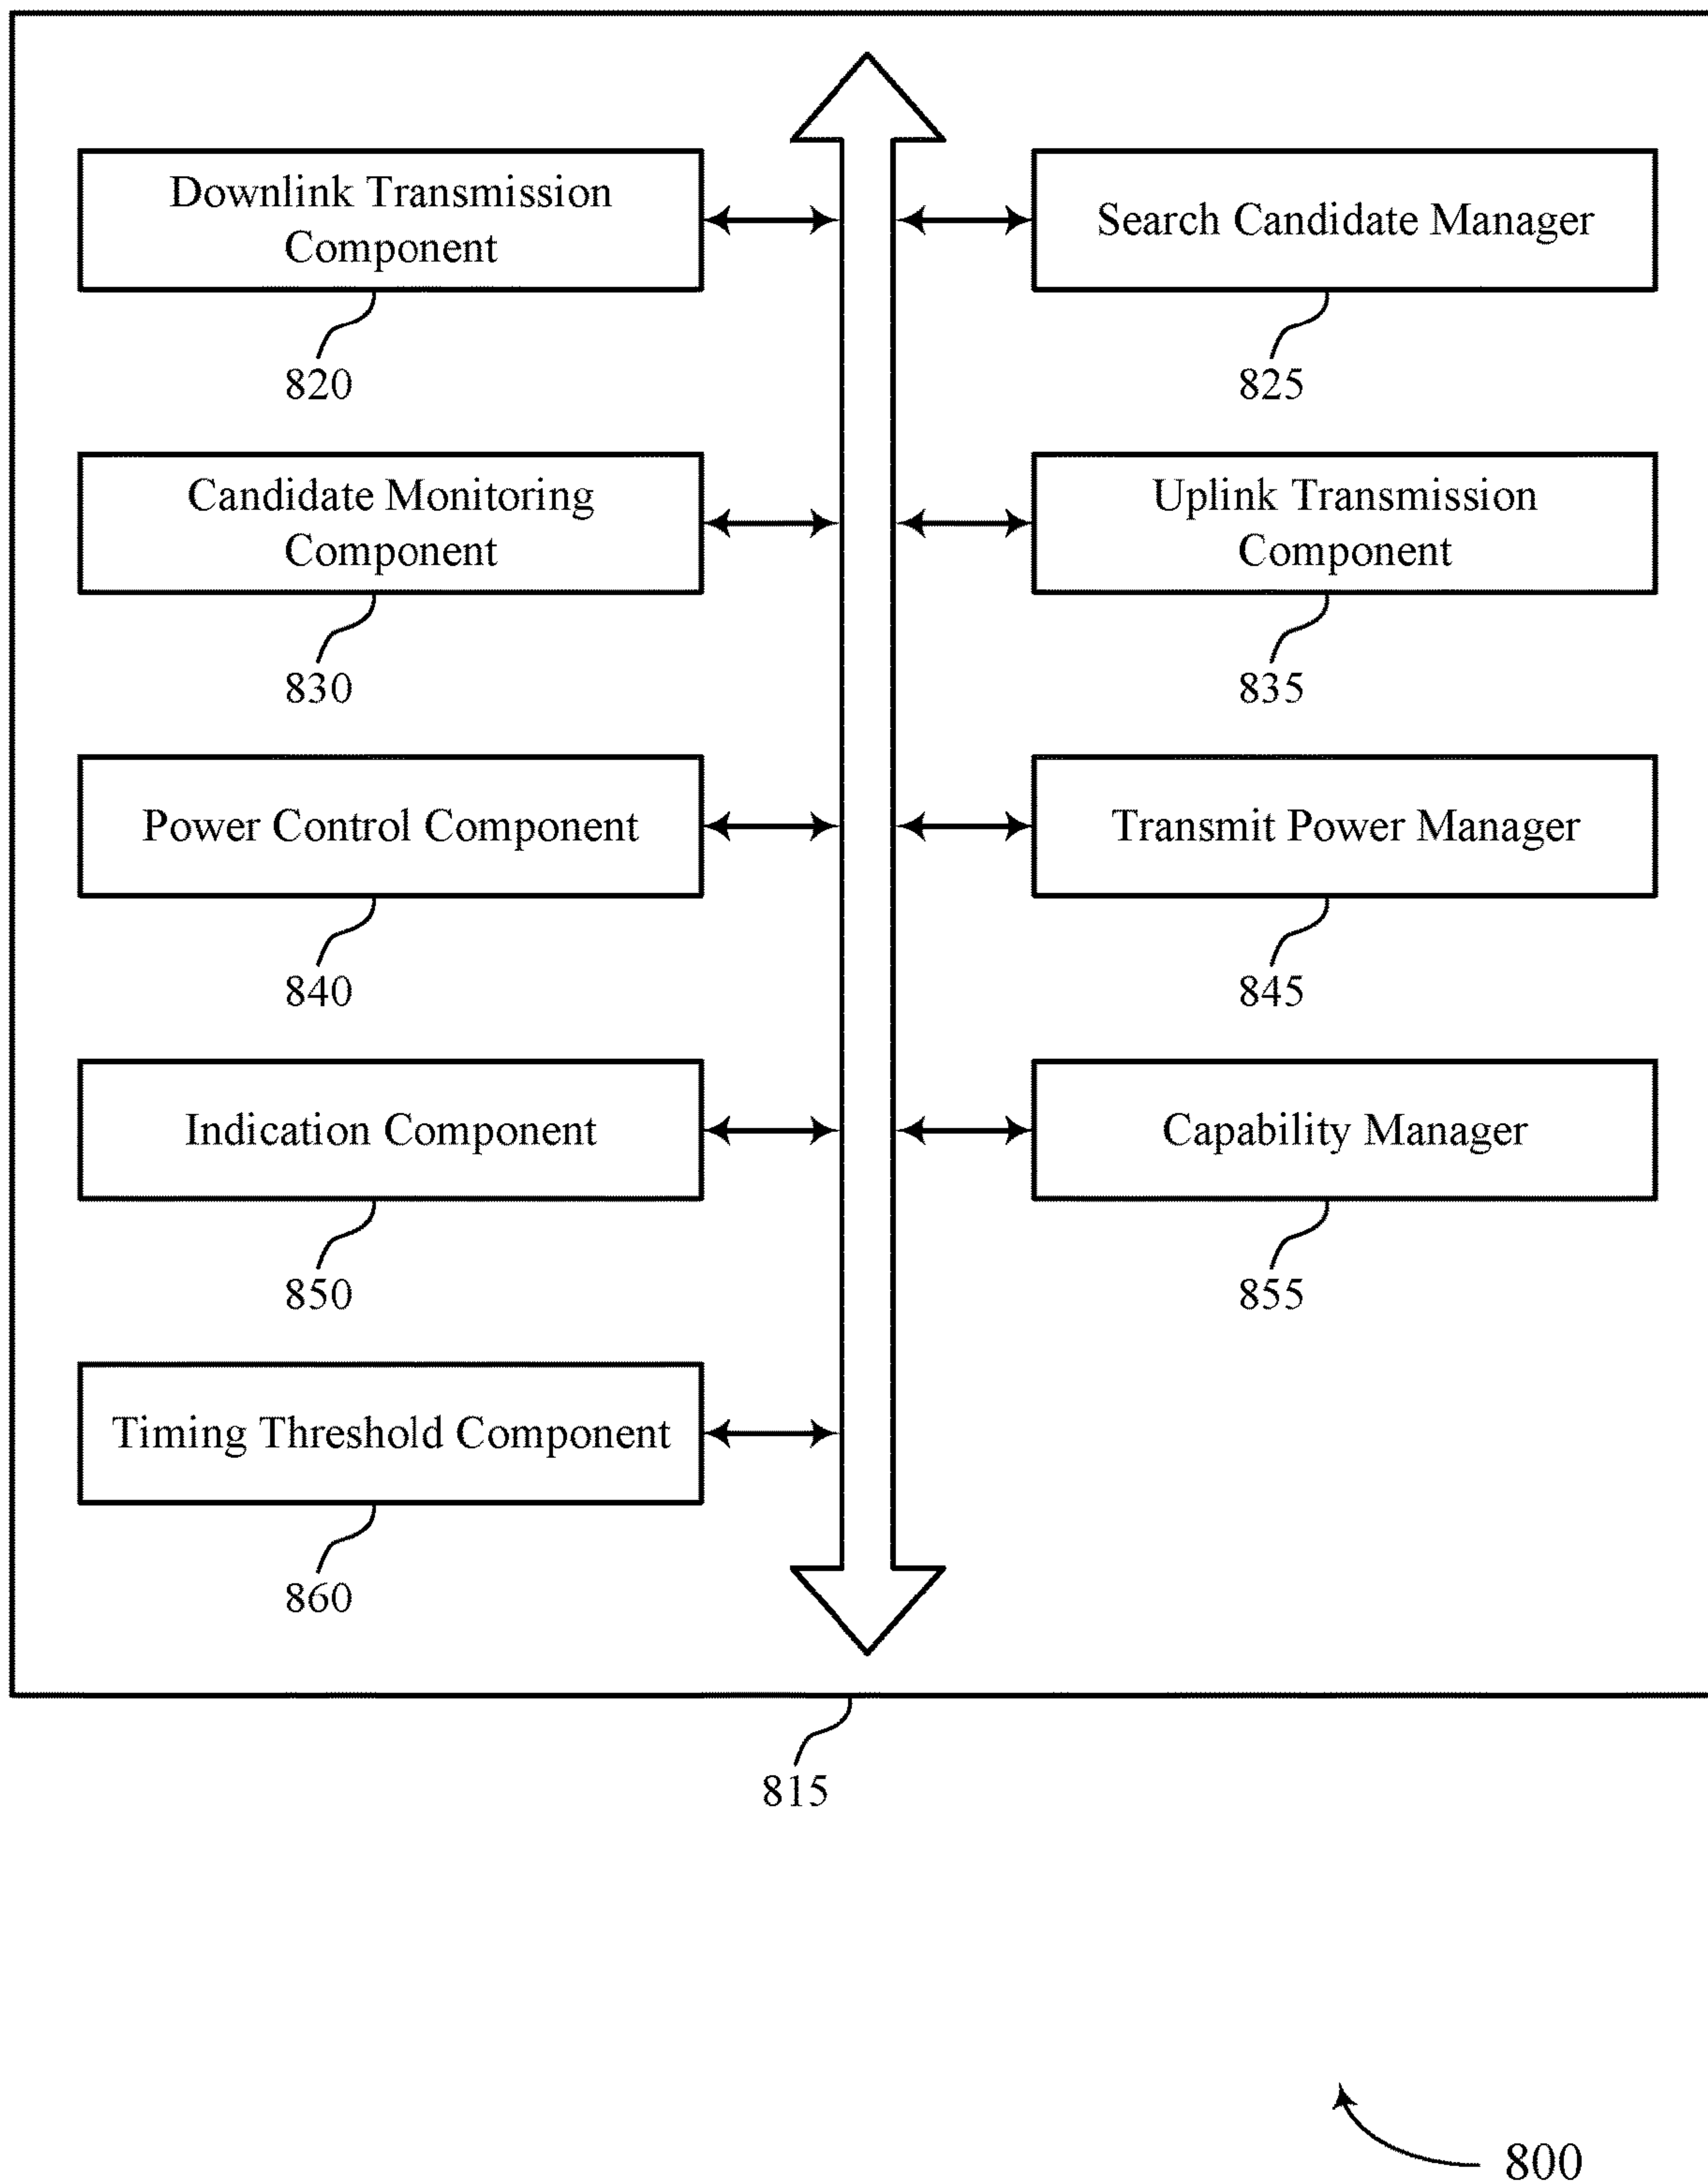 Downlink Transmission
Component
820
Search Candidate Manager
825
Candidate Monitoring
Component
830
Uplink Transmission
Component
835
Power Control Component
840
Transmit Power Manager
845
Indication Component
850
Capability Manager
855
Timing Threshold Component
860
815
800